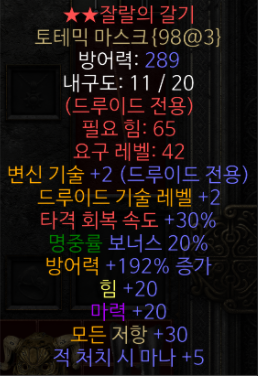 ★★잘랄의 갈기
토테믹 마스크{98@3}
방어력: 289
내구도: 11 / 20
(드루이드 전용)
필요 힘: 65
요구 레벨: 42
변신 기술 +2 (드루이드 전용)
드루이드 기술 레벨 +2
타격 회복 속도 +30%
명중률 보너스 20%
방어력 +192% 증가
힘 +20
마력 +20
모든 저항 +30
적 처치 시 마나 +5